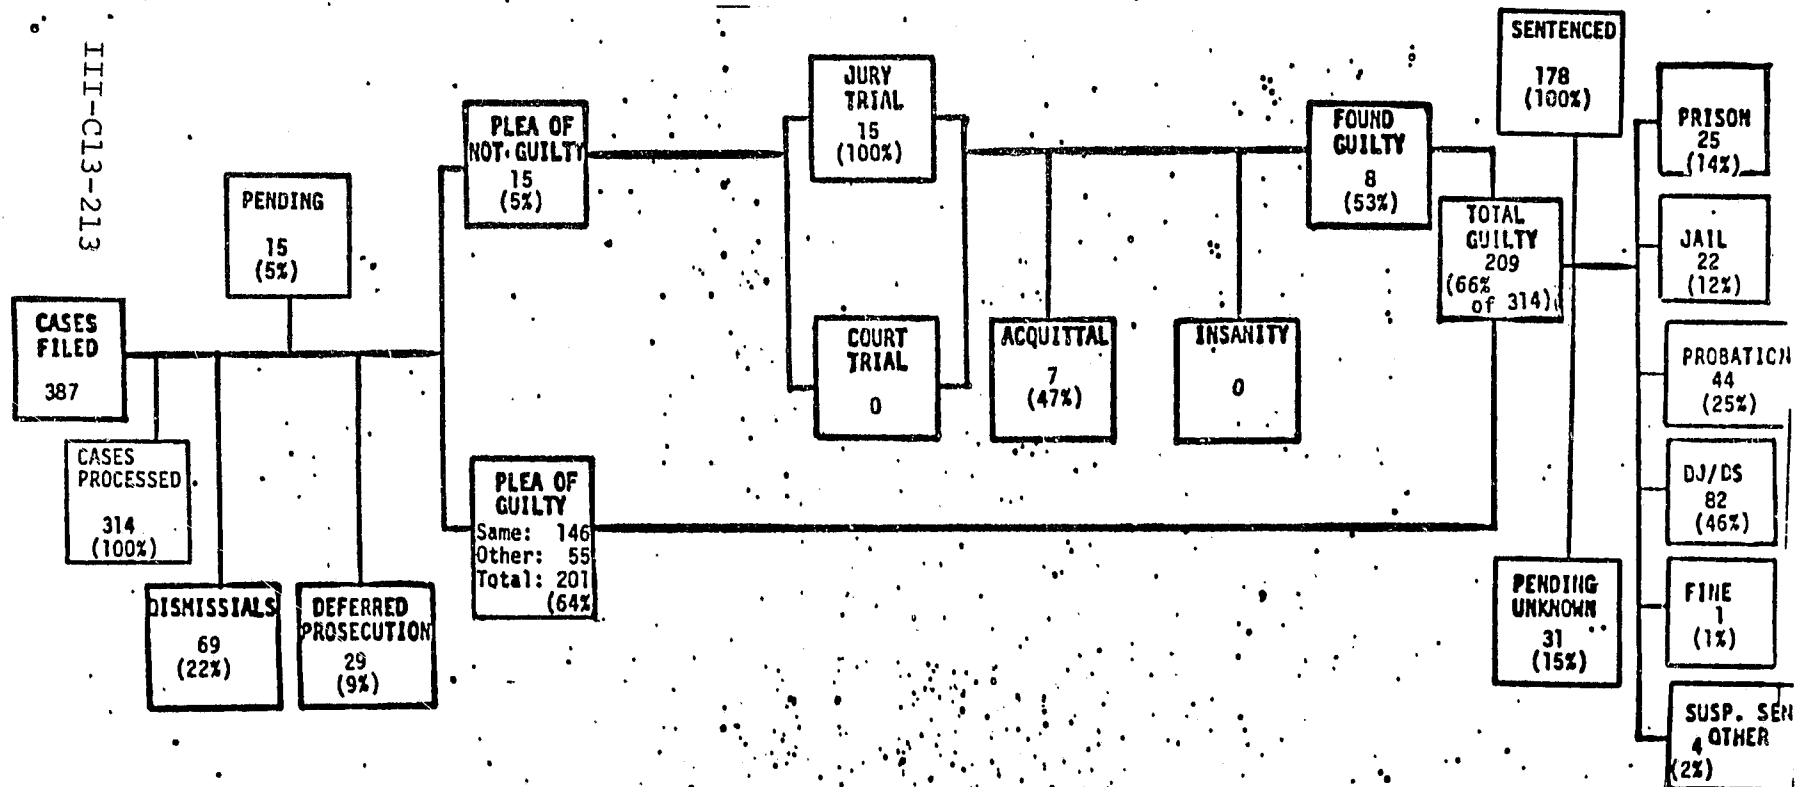 III-C13-213
CASES
FILED
387
CASES
PROCESSED
314
(100%)
PENDING
15
(5%)
DISMISSIALS
69
(22%)
DEFERRED
PROSECUTION
29
(9%)
PLEA OF
NOT GUILTY
15
(5%)
PLEA OF
GUILTY
Same: 146
Other: 55
Total: 201
(64%
JURY
TRIAL
15
(100%)
COURT
TRIAL
0
ACQUITTAL
7
(47%)
INSANITY
0
FOUND
GUILTY
8
(53%)
TOTAL
GUILTY
209
(66%
of 314)
SENTENCED
178
(100%)
PENDING
UNKNOWN
31
(15%)
PRISON
25
(14%)
JAIL
22
(12%)
PROBATION
44
(25%)
DJ/DS
82
(46%)
FINE
1
(1%)
SUSP. SEN
OTHER
4
(2%)